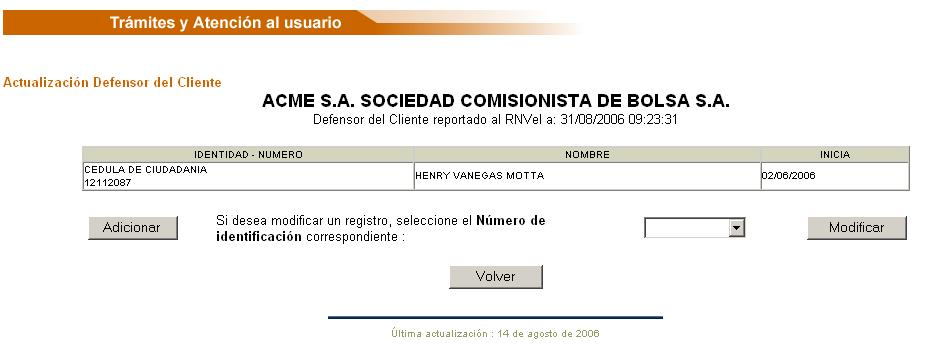 Trámites y Atención al usuario
Actualización Defensor del Cliente
ACME S.A. SOCIEDAD COMISIONISTA DE BOLSA S.A.
Defensor del Cliente reportado al RNVel a: 31/08/2006 09:23:31
IDENTIDAD - NUMERO NOMBRE INICIA
CEDULA DE CIUDADANIA
12112087 HENRY VANEGAS MOTTA 02/06/2006
Adicionar Si desea modificar un registro, seleccione el Número de
identificación correspondiente : Modificar
Volver
Última actualización : 14 de agosto de 2006